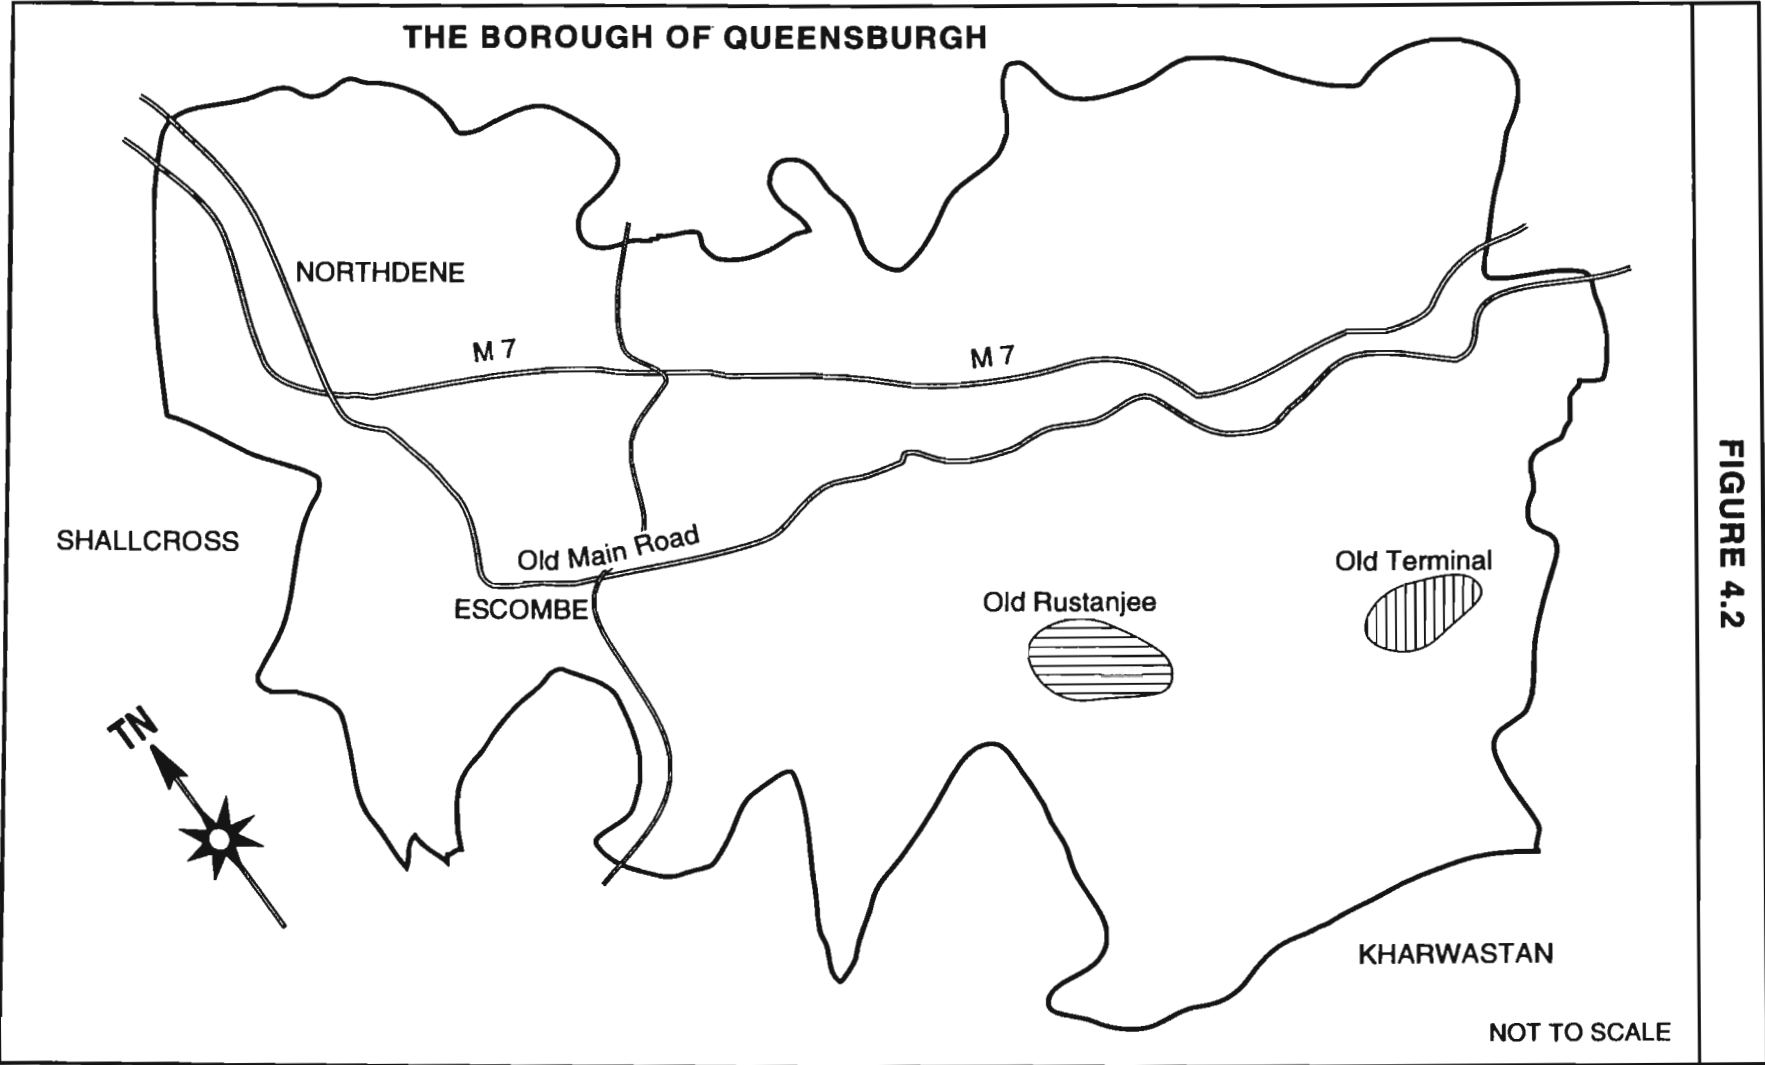 THE BOROUGH OF QUEENSBURGH
NORTHDENE
M 7
M 7
SHALLCROSS
Old Main Road
ESCOMBE
Old Rustanjee
Old Terminal
TN
KHARWASTAN
NOT TO SCALE
FIGURE 4.2